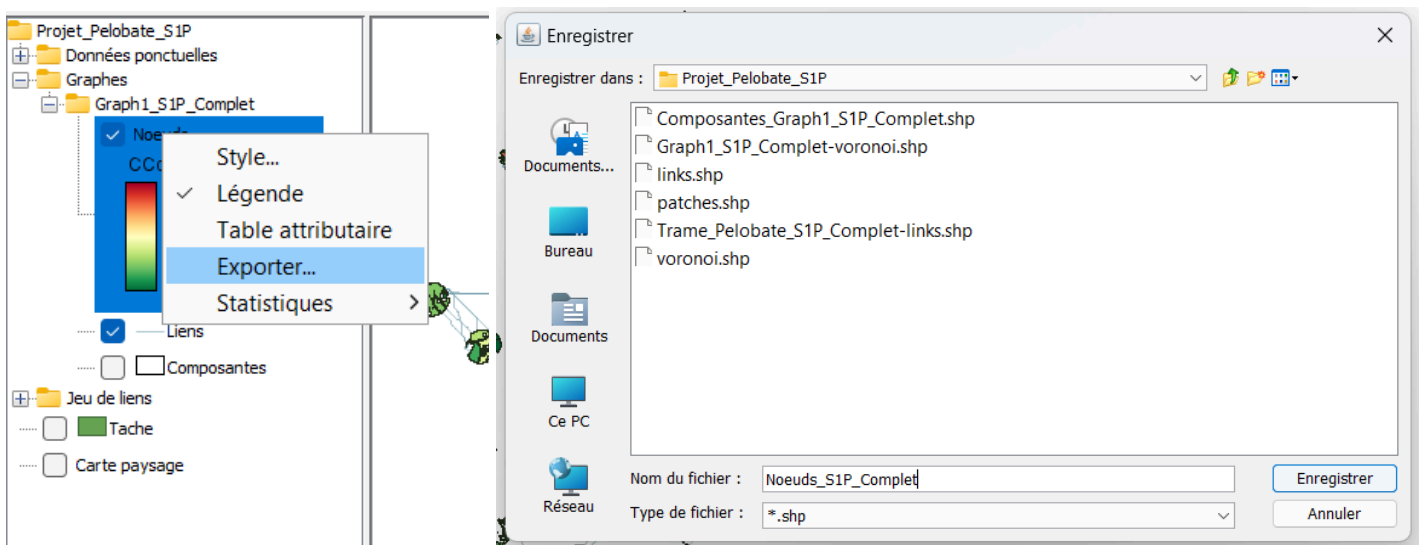 Projet_Pelobate_S1P
Données ponctuelles
Graphes
Graph1_S1P_Complet
Noeuds
CCo
Style...
Légende
Table attributaire
Exporter...
Statistiques
Liens
Composantes
Jeu de liens
Tache
Carte paysage
Enregistrer
Enregistrer dans : Projet_Pelobate_S1P
Documents...
Bureau
Documents
Ce PC
Réseau
Composantes_Graph1_S1P_Complet.shp
Graph1_S1P_Complet-voronoi.shp
links.shp
patches.shp
Trame_Pelobate_S1P_Complet-links.shp
voronoi.shp
Nom du fichier : Noeuds_S1P_Complet
Enregistrer
Type de fichier : *.shp
Annuler